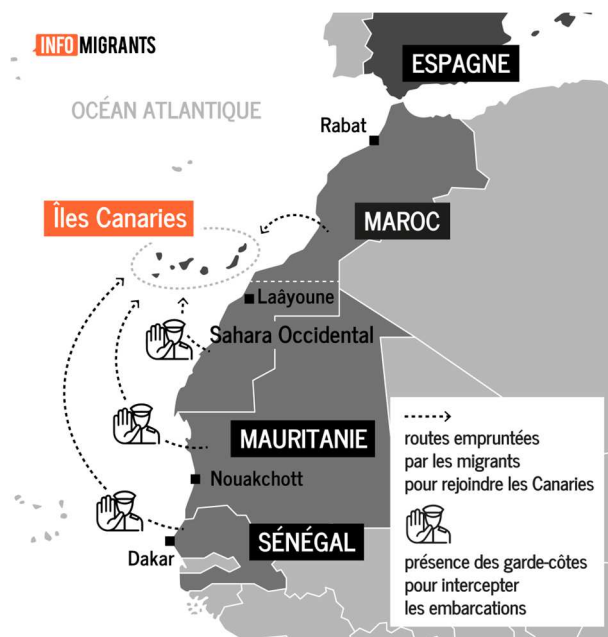 INFO MIGRANTS
ESPAGNE
OCÉAN ATLANTIQUE
Rabat
Îles Canaries
MAROC
Laâyoune
Sahara Occidental
MAURITANIE
Nouakchott
SÉNÉGAL
Dakar
routes empruntées
par les migrants
pour rejoindre les Canaries
présence des garde-côtes
pour intercepter
les embarcations